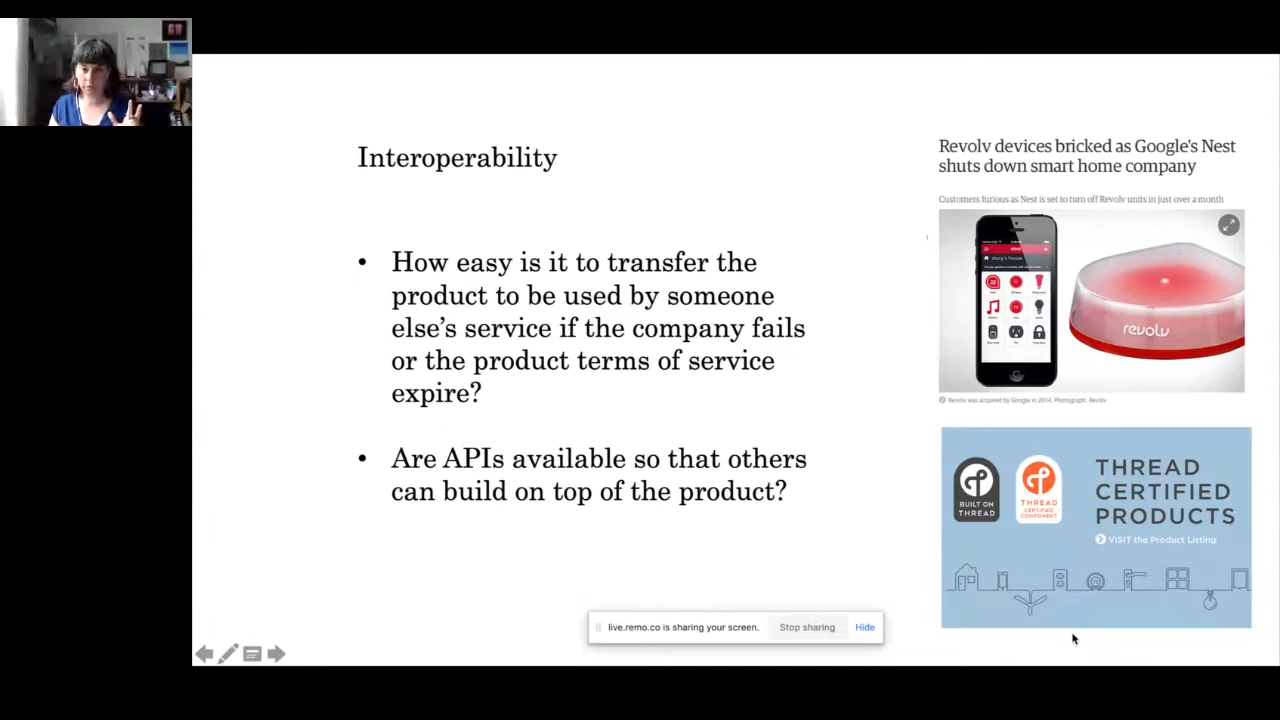 Interoperability
• How easy is it to transfer the
product to be used by someone
else’s service if the company fails
or the product terms of service
expire?
• Are APIs available so that others
can build on top of the product?
Revolv devices bricked as Google's Nest
shuts down smart home company
Customers furious as Nest is set to turn off Revolv units in just over a month
stacy's house
revolv
Revolv was acquired by Google in 2014. Photograph: Revolv
BUILT ON
THREAD
THREAD
CERTIFIED
COMPONENT
THREAD
CERTIFIED
PRODUCTS
VISIT the Product Listing
live.remo.co is sharing your screen.
Stop sharing
Hide